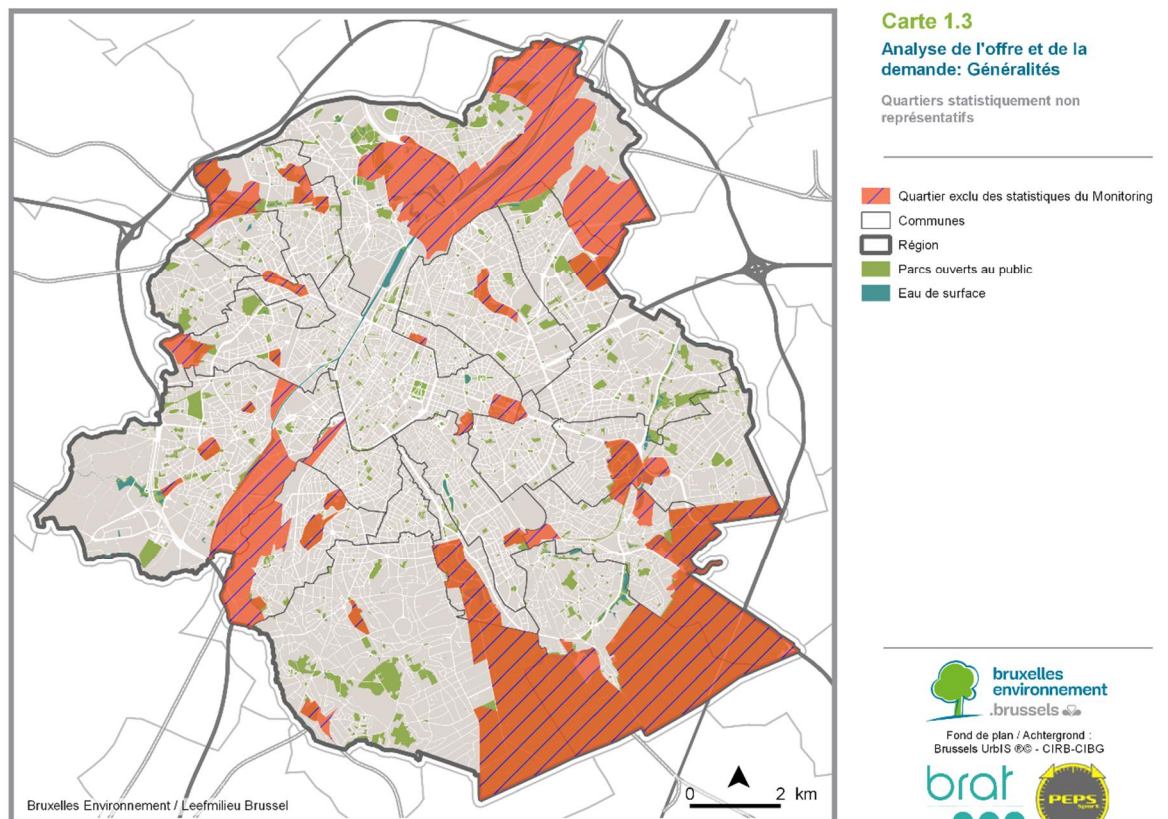 Carte 1.3
Analyse de l'offre et de la
demande: Généralités
Quartiers statistiquement non
représentatifs
Quartier exclu des statistiques du Monitoring
Communes
Région
Parcs ouverts au public
Eau de surface
bruxelles
environnement
.brussels
Fond de plan / Achtergrond :
Brussels UrbIS ®© - CIRB-CIBG
brat
PEPS
Sport
0 2 km
Bruxelles Environnement / Leefmilieu Brussel